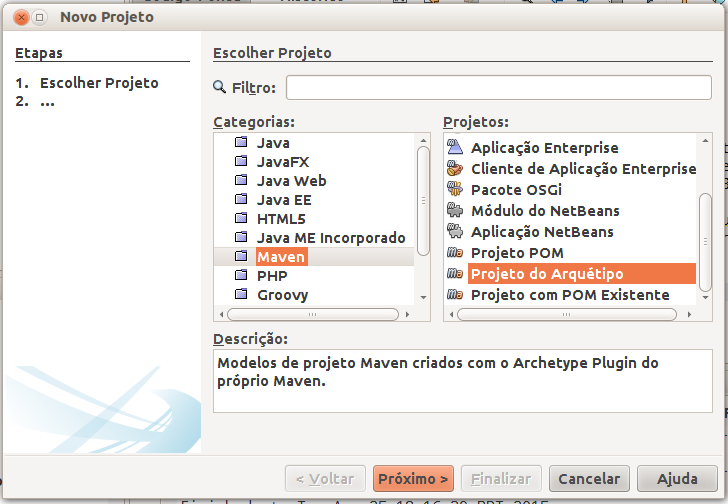 Novo Projeto
Etapas
1. Escolher Projeto
2. ...
Escolher Projeto
Filtro:
Categorias:
Java
JavaFX
Java Web
Java EE
HTML5
Java ME Incorporado
Maven
PHP
Groovy
Projetos:
Aplicação Enterprise
Cliente de Aplicação Enterprise
Pacote OSGi
Módulo do NetBeans
Aplicação NetBeans
Projeto POM
Projeto do Arquétipo
Projeto com POM Existente
Descrição:
Modelos de projeto Maven criados com o Archetype Plugin do
próprio Maven.
< Voltar
Próximo >
Finalizar
Cancelar
Ajuda